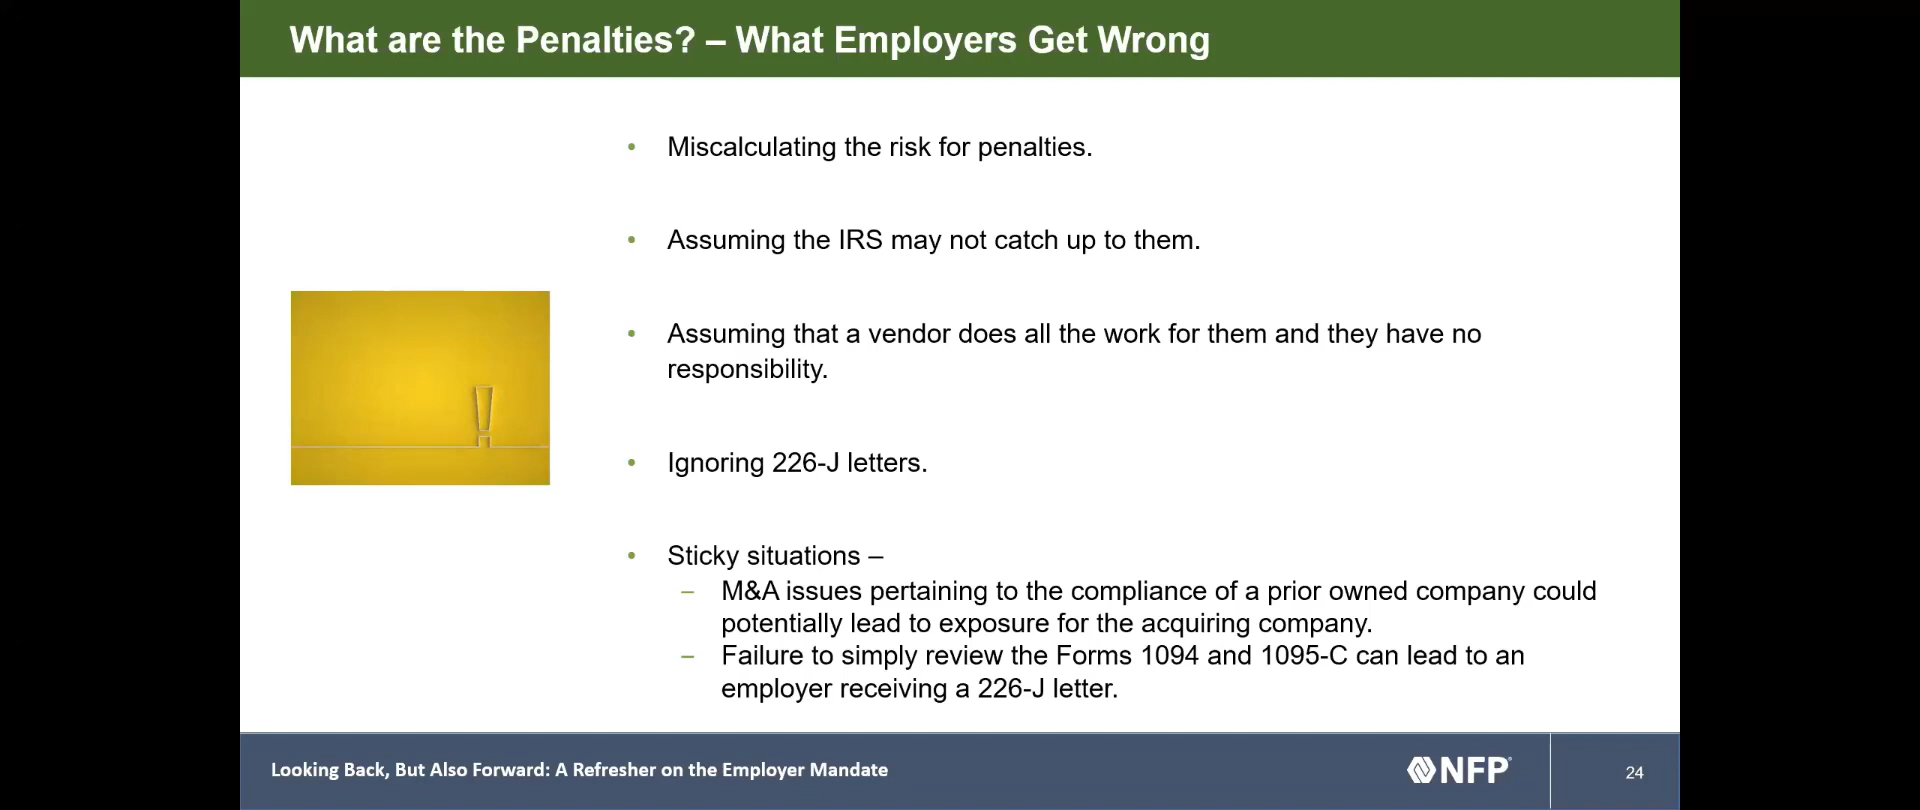 What are the Penalties? – What Employers Get Wrong
• Miscalculating the risk for penalties.
• Assuming the IRS may not catch up to them.
• Assuming that a vendor does all the work for them and they have no
responsibility.
• Ignoring 226-J letters.
• Sticky situations –
– M&A issues pertaining to the compliance of a prior owned company could
potentially lead to exposure for the acquiring company.
– Failure to simply review the Forms 1094 and 1095-C can lead to an
employer receiving a 226-J letter.
Looking Back, But Also Forward: A Refresher on the Employer Mandate
NFP
24